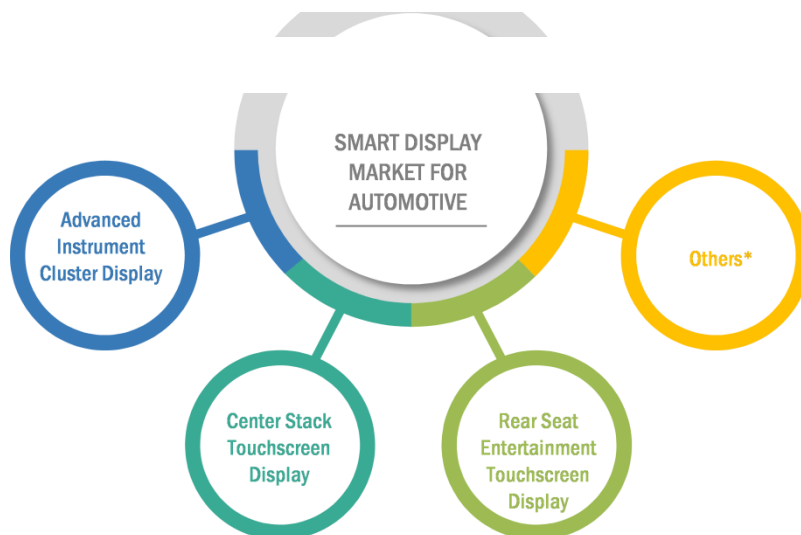 SMART DISPLAY
MARKET FOR
AUTOMOTIVE
Advanced
Instrument
Cluster Display
Others*
Center Stack
Touchscreen
Display
Rear Seat
Entertainment
Touchscreen
Display